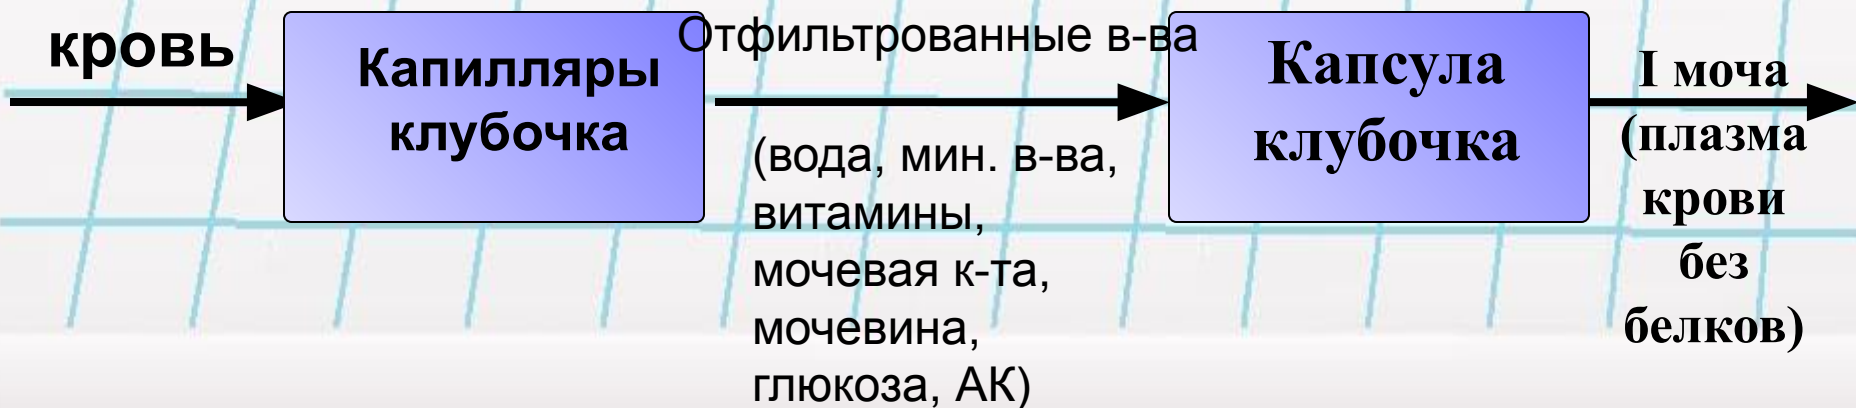 кровь
Капилляры
клубочка
Отфильтрованные в-ва
(вода, мин. в-ва,
витамины,
мочевая к-та,
мочевина,
глюкоза, АК)
Капсула
клубочка
I моча
(плазма
крови
без
белков)